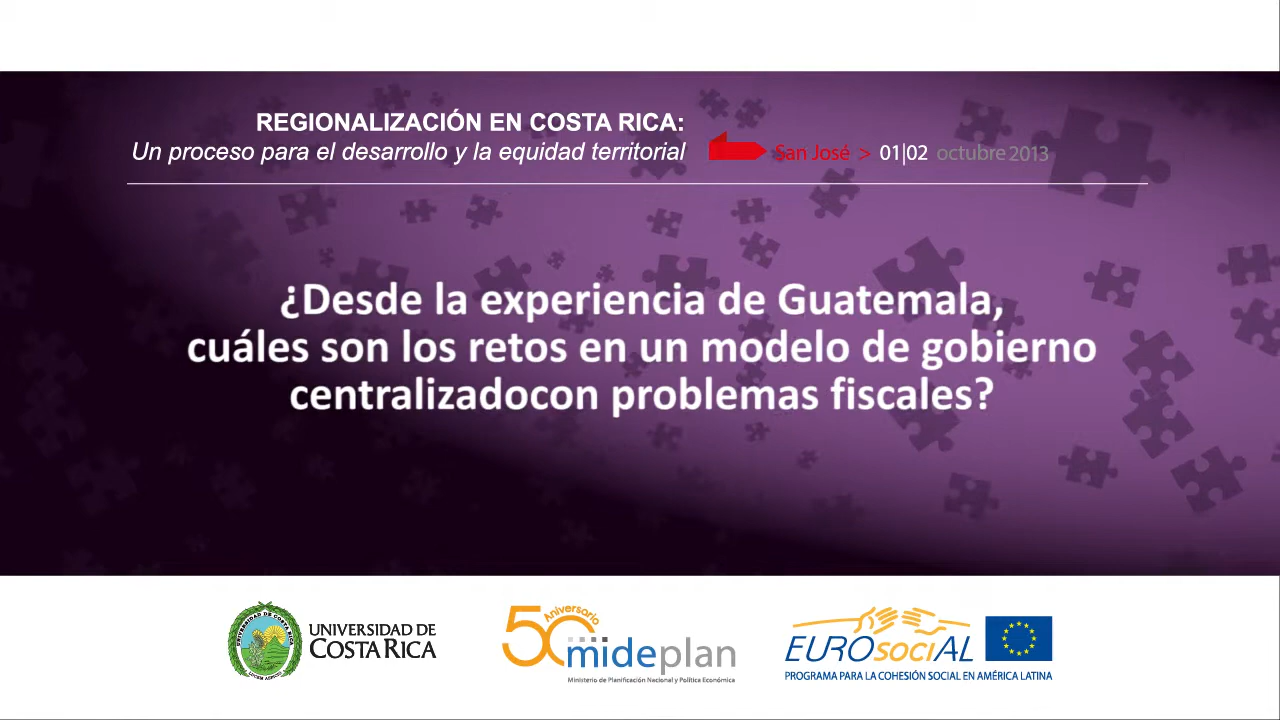 REGIONALIZACIÓN EN COSTA RICA:
Un proceso para el desarrollo y la equidad territorial
San José > 01|02 octubre 2013
¿Desde la experiencia de Guatemala,
cuáles son los retos en un modelo de gobierno
centralizadocon problemas fiscales?
UNIVERSIDAD DE
COSTA RICA
50 Aniversario
mideplan
Ministerio de Planificación Nacional y Política Económica
EUROsociAL
PROGRAMA PARA LA COHESIÓN SOCIAL EN AMÉRICA LATINA